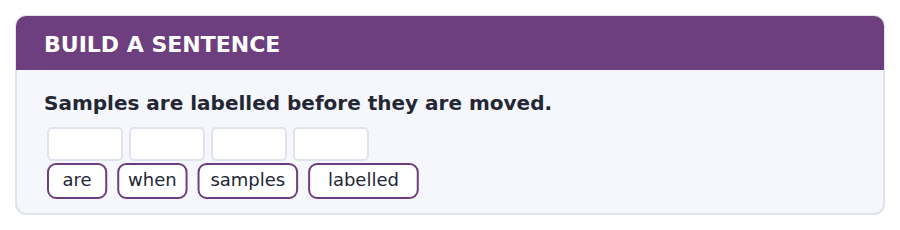 BUILD A SENTENCE
Samples are labelled before they are moved.
are when samples labelled